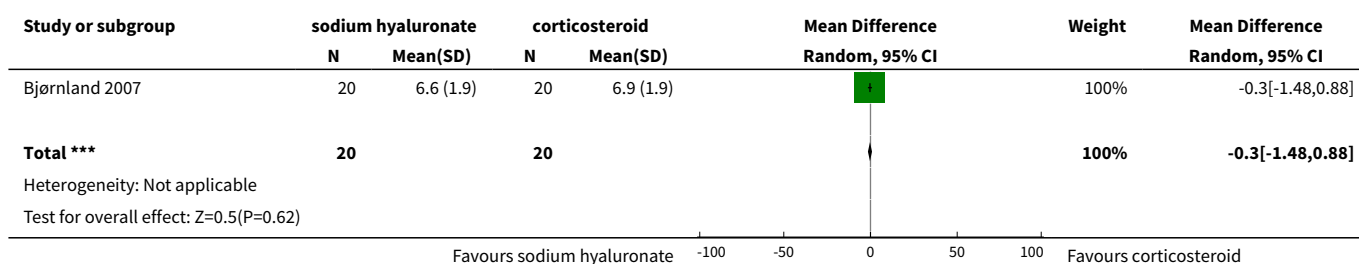 Study or subgroup sodium hyaluronate corticosteroid Mean Difference Weight Mean Difference
N Mean(SD) N Mean(SD) Random, 95% CI Random, 95% CI
Bjørnland 2007 20 6.6 (1.9) 20 6.9 (1.9) 100% -0.3[-1.48,0.88]
Total *** 20 20 100% -0.3[-1.48,0.88]
Heterogeneity: Not applicable
Test for overall effect: Z=0.5(P=0.62)
Favours sodium hyaluronate -100 -50 0 50 100 Favours corticosteroid